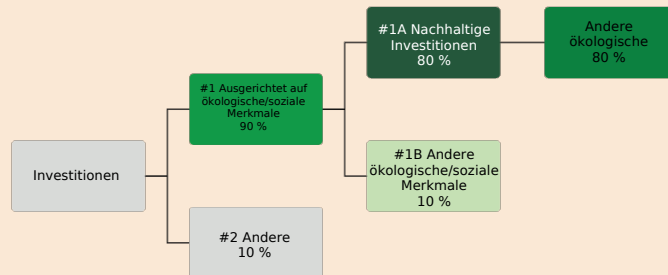 Investitionen
#1 Ausgerichtet auf
ökologische/soziale
Merkmale
90 %
#2 Andere
10 %
#1A Nachhaltige
Investitionen
80 %
#1B Andere
ökologische/soziale
Merkmale
10 %
Andere
ökologische
80 %